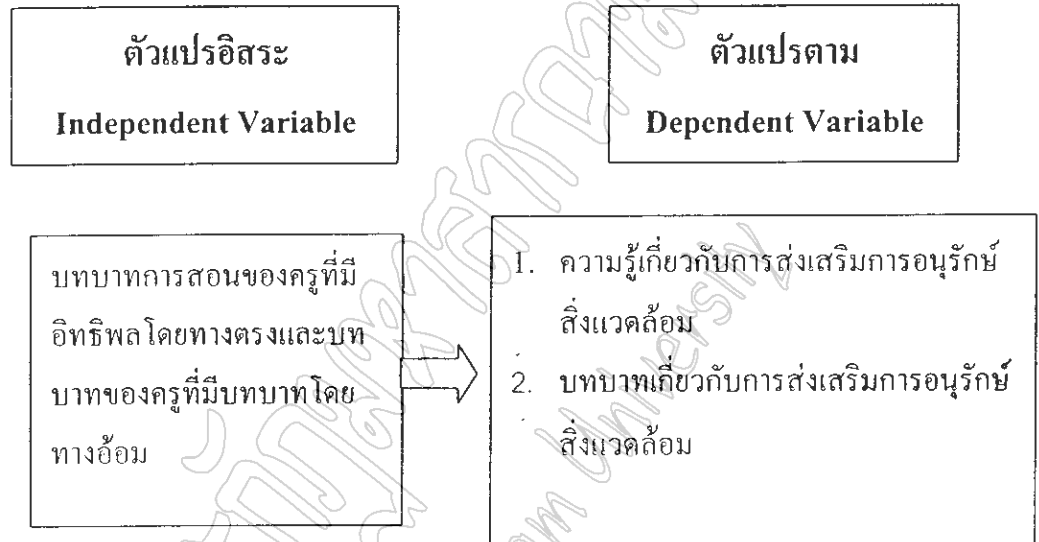 ตัวแปรอิสระ
Independent Variable
ตัวแปรตาม
Dependent Variable
บทบาทการสอนของครูที่มี
อิทธิพลโดยทางตรงและบท
บาทของครูที่มีบทบาทโดย
ทางอ้อม
1. ความรู้เกี่ยวกับการส่งเสริมการอนุรักษ์
สิ่งแวดล้อม
2. บทบาทเกี่ยวกับการส่งเสริมการอนุรักษ์
สิ่งแวดล้อม
University